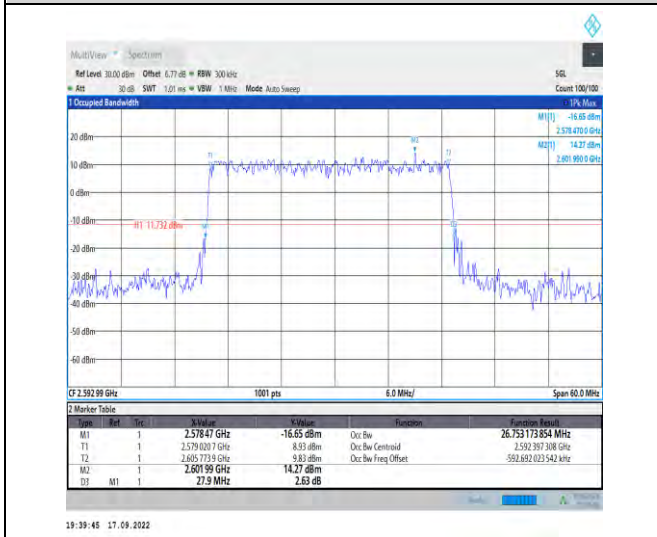 MultiView Spectrum
Ref Level 30.00 dBm Offset 6.77 dB RBW 300 kHz SGL
Att 30 dB SWT 1.01 ms VBW 1 MHz Mode Auto Sweep Count 100/100
1 Occupied Bandwidth 1Pk Max
M1[1] -16.65 dBm
2.578 470 0 GHz
M2[1] 14.27 dBm
2.601 990 0 GHz
20 dBm
10 dBm
0 dBm
-10 dBm
-20 dBm
-30 dBm
-50 dBm
-60 dBm
T1
M2
T2
H1 11.732 dBm
CF 2.592 99 GHz 1001 pts 6.0 MHz/ Span 60.0 MHz
2 Marker Table
Type Ref Trc X-Value Y-Value Function Function Result
M1 1 2.578 47 GHz -16.65 dBm Occ Bw 26.753 173 854 MHz
T1 1 2.579 020 7 GHz 8.93 dBm Occ Bw Centroid 2.592 397 308 GHz
T2 1 2.605 773 9 GHz 9.83 dBm Occ Bw Freq Offset -592.692 023 542 kHz
M2 1 2.601 99 GHz 14.27 dBm
D3 M1 1 27.9 MHz 2.63 dB
19:39:45 17.09.2022